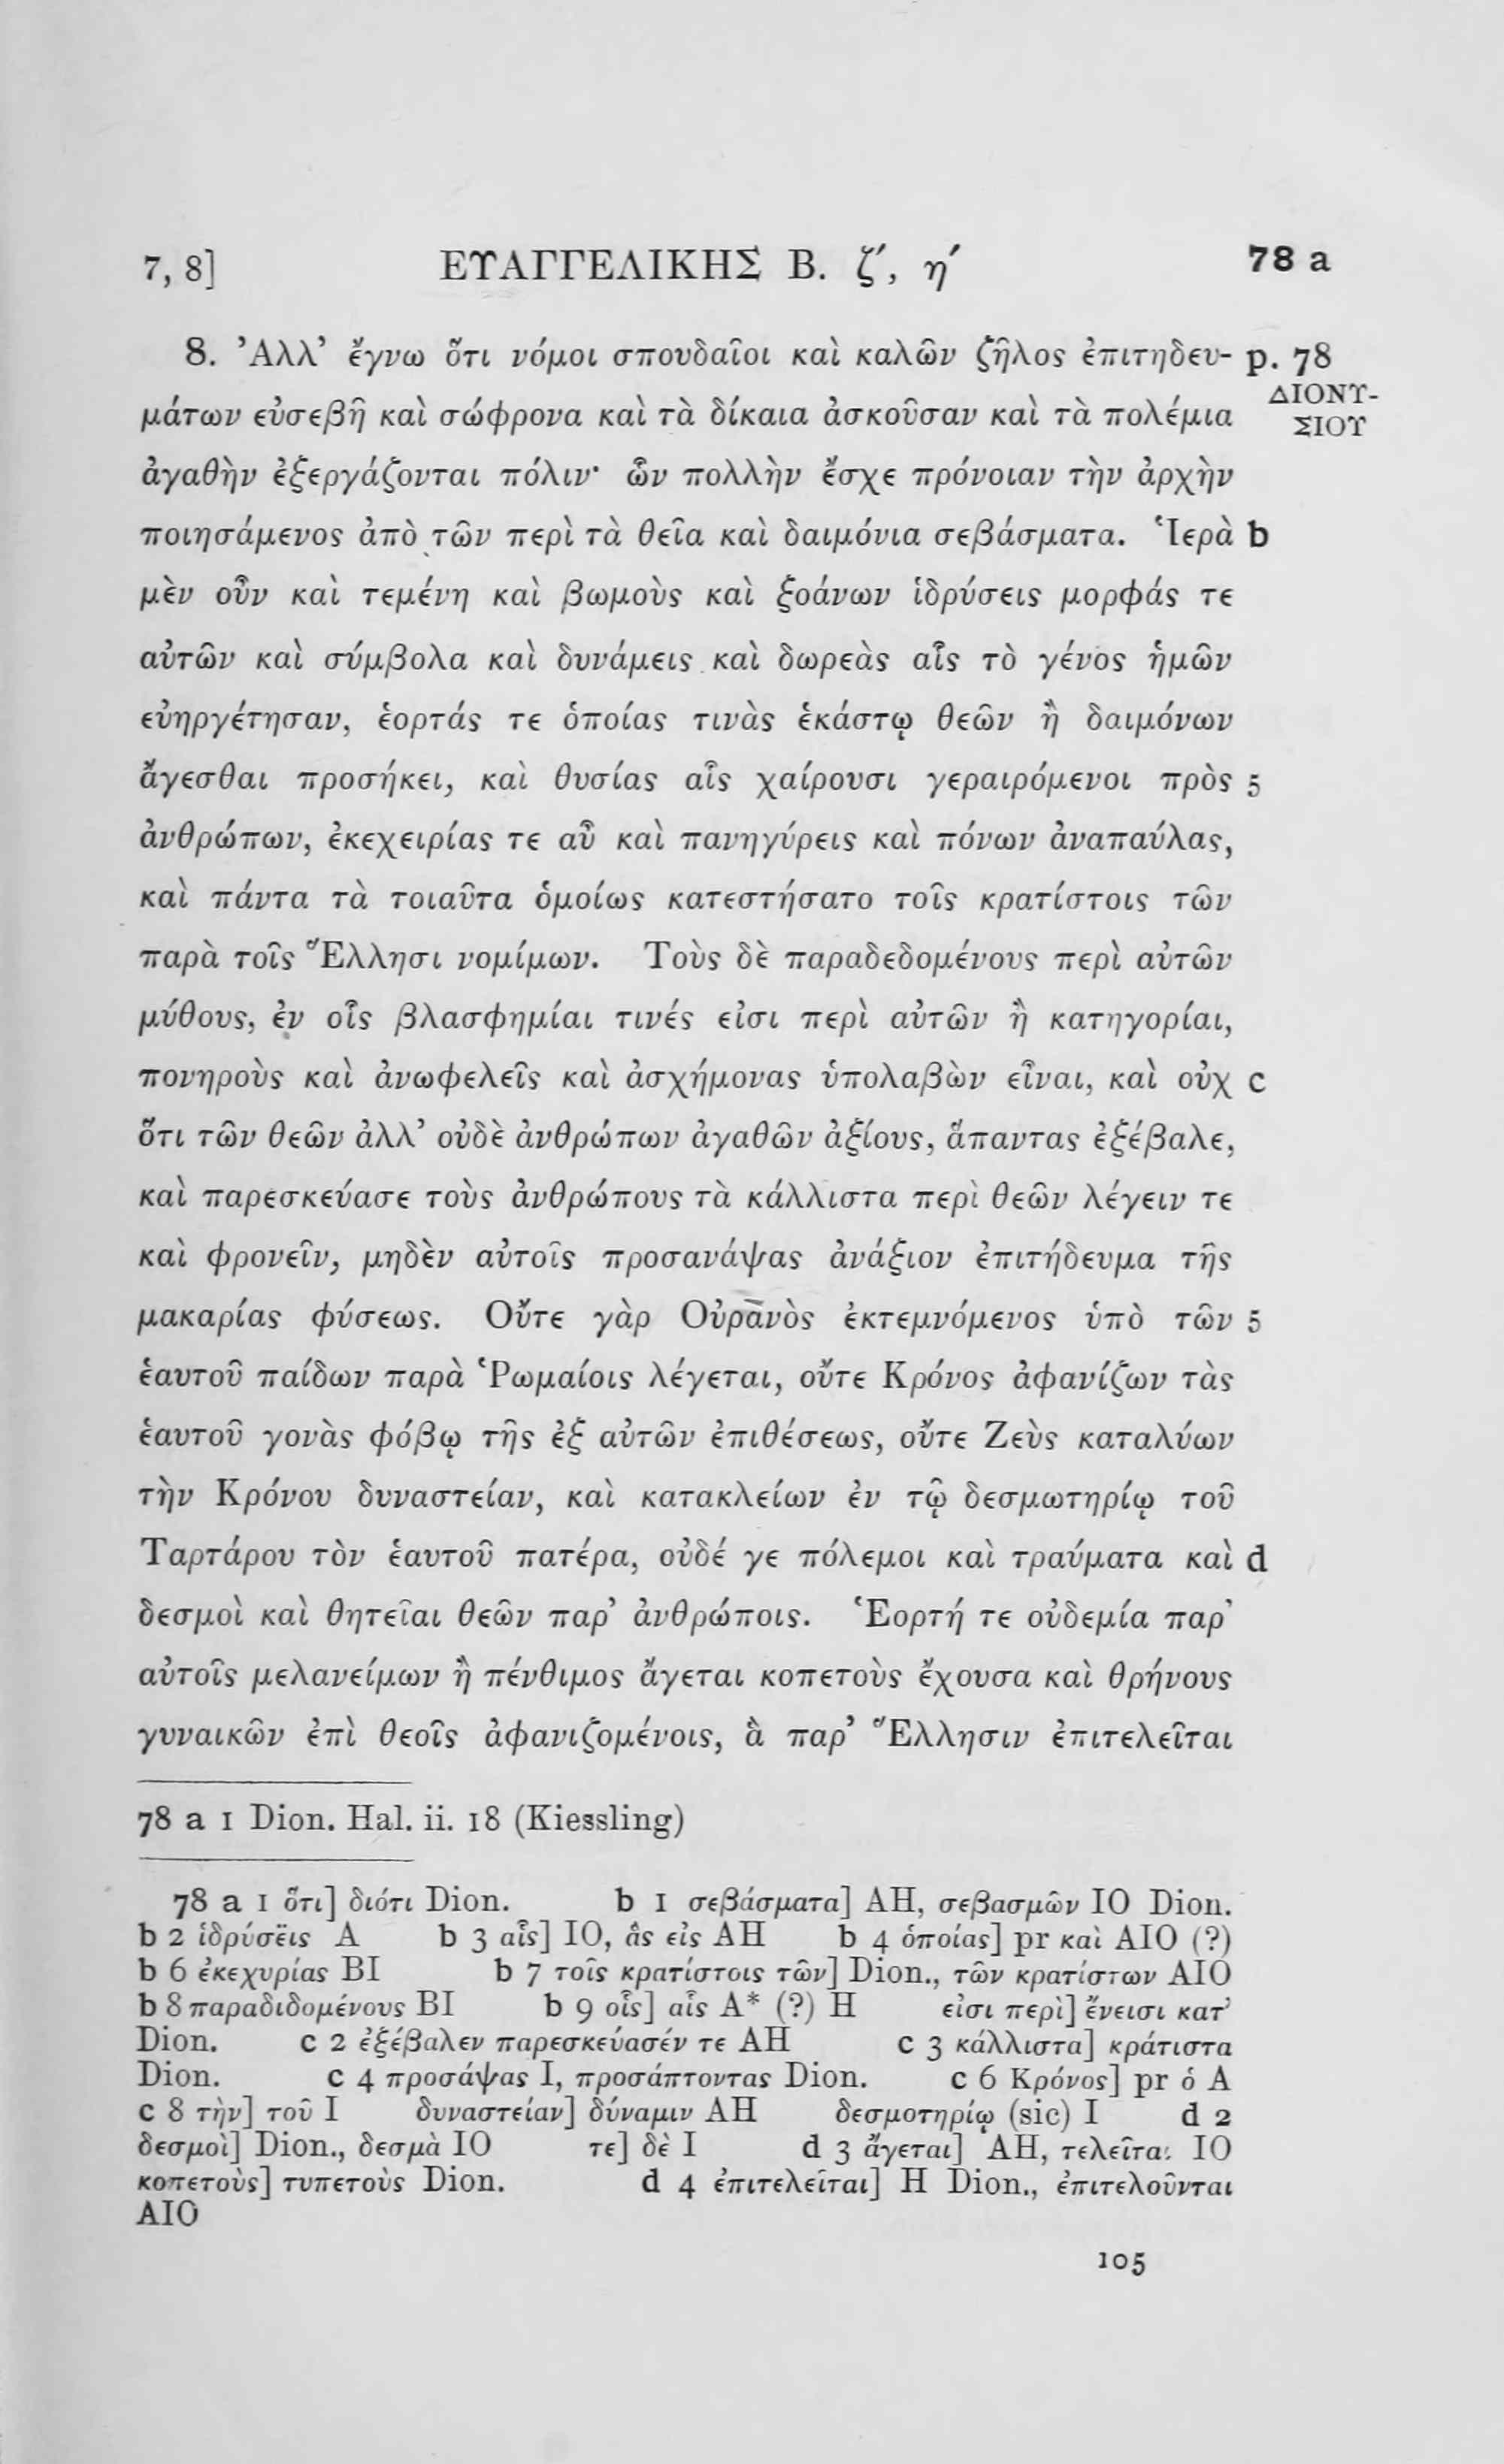 7, 8] ΕΥΑΓΓΕΛΙΚΗΣ Β. ζ′, η′ 78 a
8. Ἀλλ’ ἔγνω ὅτι νόμοι σπουδαῖοι καὶ καλῶν ζῆλος ἐπιτηδευ- p. 78
ΔΙΟΝΥ-
μάτων εὐσεβῆ καὶ σώφρονα καὶ τὰ δίκαια ἀσκοῦσαν καὶ τὰ πολέμια ΣΙΟΥ
ἀγαθὴν ἐξεργάζονται πόλιν· ὧν πολλὴν ἔσχε πρόνοιαν τὴν ἀρχὴν
ποιησάμενος ἀπὸ τῶν περὶ τὰ θεῖα καὶ δαιμόνια σεβάσματα. Ἱερὰ b
μὲν οὖν καὶ τεμένη καὶ βωμοὺς καὶ ξοάνων ἱδρύσεις μορφάς τε
αὐτῶν καὶ σύμβολα καὶ δυνάμεις καὶ δωρεὰς αἷς τὸ γένος ἡμῶν
εὐηργέτησαν, ἑορτάς τε ὁποίας τινὰς ἑκάστῳ θεῶν ἢ δαιμόνων
ἄγεσθαι προσήκει, καὶ θυσίας αἷς χαίρουσι γεραιρόμενοι πρὸς 5
ἀνθρώπων, ἐκεχειρίας τε αὖ καὶ πανηγύρεις καὶ πόνων ἀναπαύλας,
καὶ πάντα τὰ τοιαῦτα ὁμοίως κατεστήσατο τοῖς κρατίστοις τῶν
παρὰ τοῖς Ἕλλησι νομίμων. Τοὺς δὲ παραδεδομένους περὶ αὐτῶν
μύθους, ἐν οἷς βλασφημίαι τινές εἰσι περὶ αὐτῶν ἢ κατηγορίαι,
πονηροὺς καὶ ἀνωφελεῖς καὶ ἀσχήμονας ὑπολαβὼν εἶναι, καὶ οὐχ c
ὅτι τῶν θεῶν ἀλλ’ οὐδὲ ἀνθρώπων ἀγαθῶν ἀξίους, ἅπαντας ἐξέβαλε,
καὶ παρεσκεύασε τοὺς ἀνθρώπους τὰ κάλλιστα περὶ θεῶν λέγειν τε
καὶ φρονεῖν, μηδὲν αὐτοῖς προσανάψας ἀνάξιον ἐπιτήδευμα τῆς
μακαρίας φύσεως. Οὔτε γὰρ Οὐρανὸς ἐκτεμνόμενος ὑπὸ τῶν 5
ἑαυτοῦ παίδων παρὰ Ῥωμαίοις λέγεται, οὔτε Κρόνος ἀφανίζων τὰς
ἑαυτοῦ γονὰς φόβῳ τῆς ἐξ αὐτῶν ἐπιθέσεως, οὔτε Ζεὺς καταλύων
τὴν Κρόνου δυναστείαν, καὶ κατακλείων ἐν τῷ δεσμωτηρίῳ τοῦ
Ταρτάρου τὸν ἑαυτοῦ πατέρα, οὐδέ γε πόλεμοι καὶ τραύματα καὶ d
δεσμοὶ καὶ θητεῖαι θεῶν παρ’ ἀνθρώποις. Ἑορτή τε οὐδεμία παρ’
αὐτοῖς μελανείμων ἢ πένθιμος ἄγεται κοπετοὺς ἔχουσα καὶ θρήνους
γυναικῶν ἐπὶ θεοῖς ἀφανιζομένοις, ἃ παρ’ Ἕλλησιν ἐπιτελεῖται
78 a 1 Dion. Hal. ii. 18 (Kiessling)
78 a 1 ὅτι] διότι Dion. b 1 σεβάσματα] AH, σεβασμῶν IO Dion.
b 2 ἱδρύσεϊς A b 3 αἷς] IO, ἃς εἰς AH b 4 ὁποίας] pr καὶ AIO (?)
b 6 ἐκεχυρίας BI b 7 τοῖς κρατίστοις τῶν] Dion., τῶν κρατίστων AIO
b 8 παραδιδομένους BI b 9 οἷς] αἷς A* (?) H εἰσι περὶ] ἔνεισι κατ’
Dion. c 2 ἐξέβαλεν παρεσκεύασέν τε AH c 3 κάλλιστα] κράτιστα
Dion. c 4 προσάψας I, προσάπτοντας Dion. c 6 Κρόνος] pr ὁ A
c 8 τὴν] τοῦ I δυναστείαν] δύναμιν AH δεσμοτηρίῳ (sic) I d 2
δεσμοὶ] Dion., δεσμὰ IO τε] δὲ I d 3 ἄγεται] AH, τελεῖται IO
κοπετοὺς] τυπετοὺς Dion. d 4 ἐπιτελεῖται] H Dion., ἐπιτελοῦνται
AIO
105